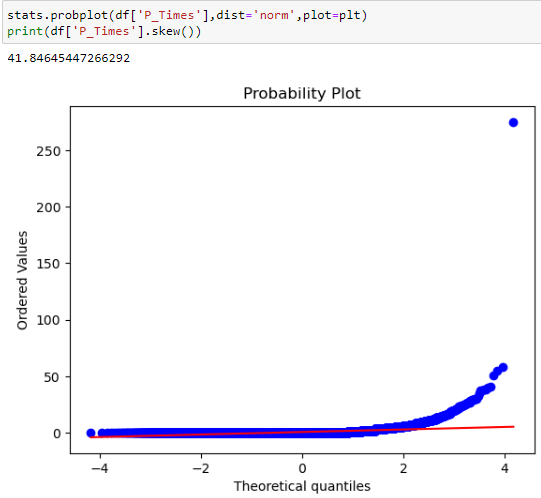 stats.probplot(df['P_Times'],dist='norm',plot=plt)
print(df['P_Times'].skew())
41.84645447266292
Probability Plot
Ordered Values
250
200
150
100
50
0
−4 −2 0 2 4
Theoretical quantiles